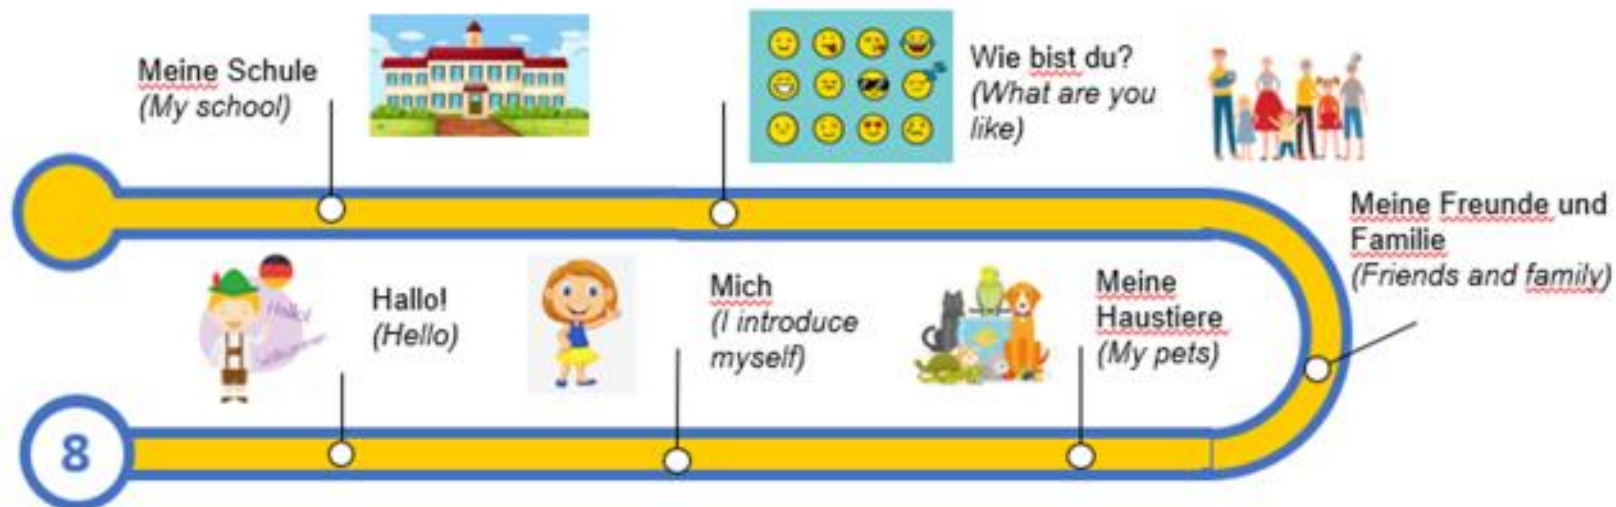 Meine Schule
(My school)
Wie bist du?
(What are you
like)
Meine Freunde und
Familie
(Friends and family)
Hallo!
Hallo!
(Hello)
Mich
(I introduce
myself)
Meine
Haustiere
(My pets)
8